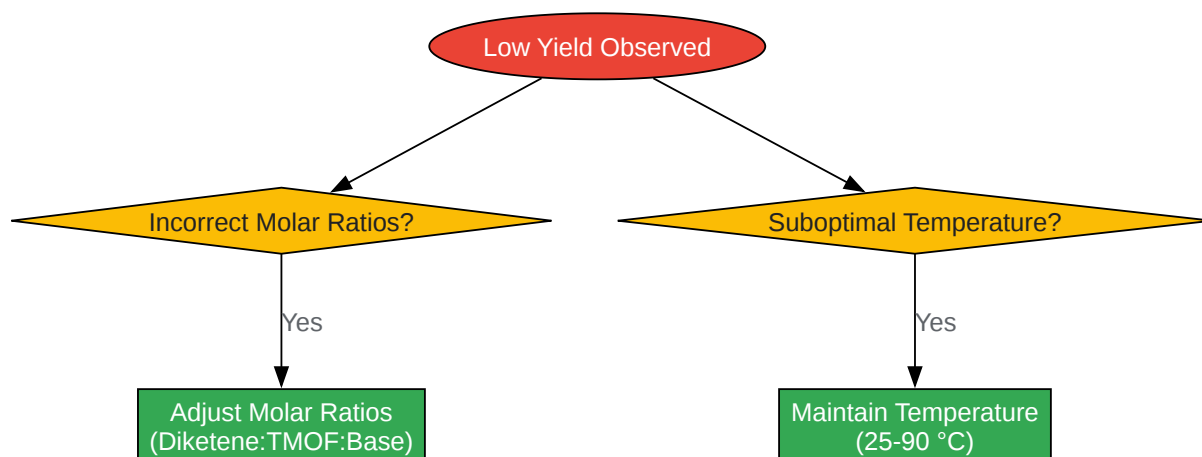 Low Yield Observed
Incorrect Molar Ratios?
Suboptimal Temperature?
Yes
Yes
Adjust Molar Ratios
(Diketene:TMOF:Base)
Maintain Temperature
(25-90 °C)